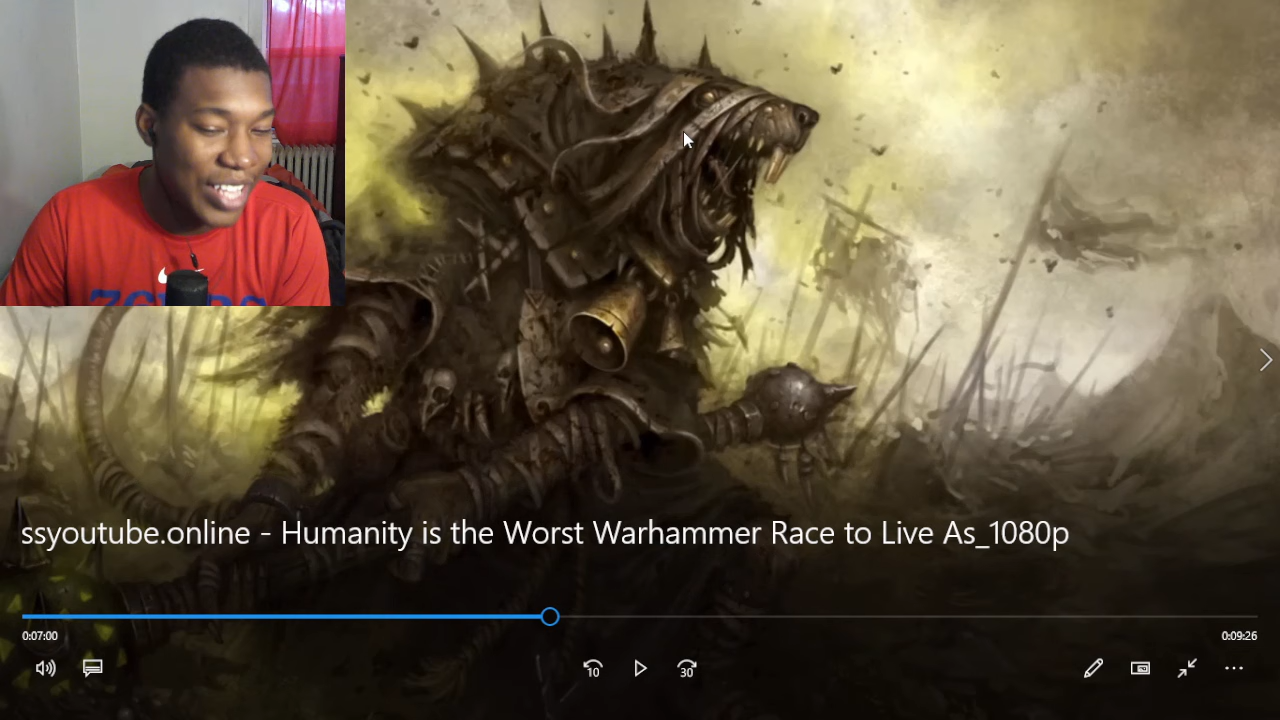 ssyoutube.online - Humanity is the Worst Warhammer Race to Live As_1080p
0:07:00
0:09:26
10
30